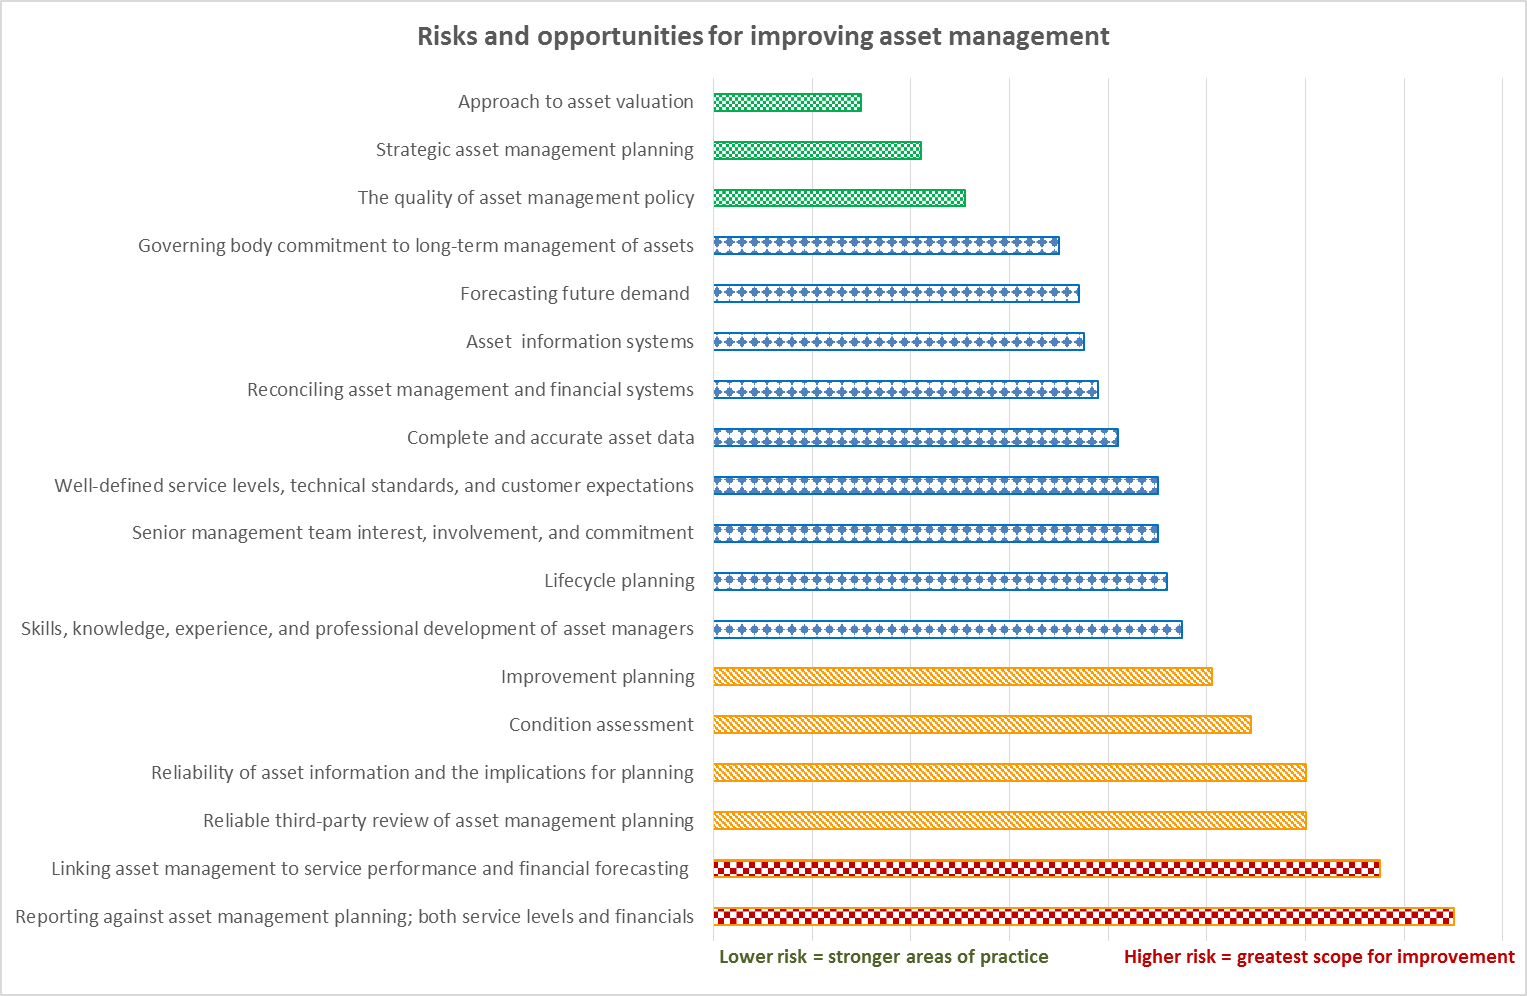 Risks and opportunities for improving asset management
Approach to asset valuation
Strategic asset management planning
The quality of asset management policy
Governing body commitment to long-term management of assets
Forecasting future demand
Asset  information systems
Reconciling asset management and financial systems
Complete and accurate asset data
Well-defined service levels, technical standards, and customer expectations
Senior management team interest, involvement, and commitment
Lifecycle planning
Skills, knowledge, experience, and professional development of asset managers
Improvement planning
Condition assessment
Reliability of asset information and the implications for planning
Reliable third-party review of asset management planning
Linking asset management to service performance and financial forecasting
Reporting against asset management planning; both service levels and financials
Lower risk = stronger areas of practice
Higher risk = greatest scope for improvement